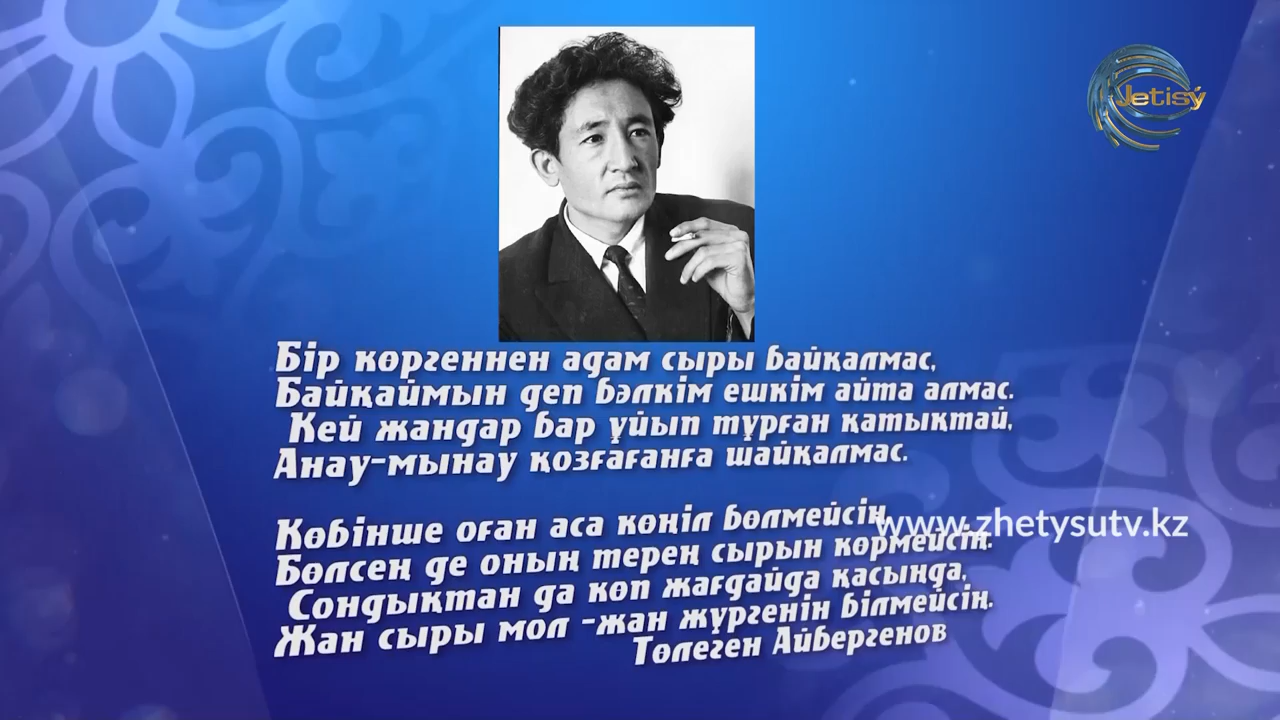 Jetisý
Бір көргеннен адам сыры байқалмас,
Байқаймын деп бәлкім ешкім айта алмас.
Кей жандар бар ұйып тұрған қатықтай,
Анау-мынау қозғағанға шайқалмас.
Көбінше оған аса көңіл бөлмейсің
www.zhetysutv.kz
Бөлсең де оның терең сырын көрмейсің.
Сондықтан да көп жағдайда қасында,
Жан сыры мол -жан жүргенін білмейсің.
Төлеген Айбергенов